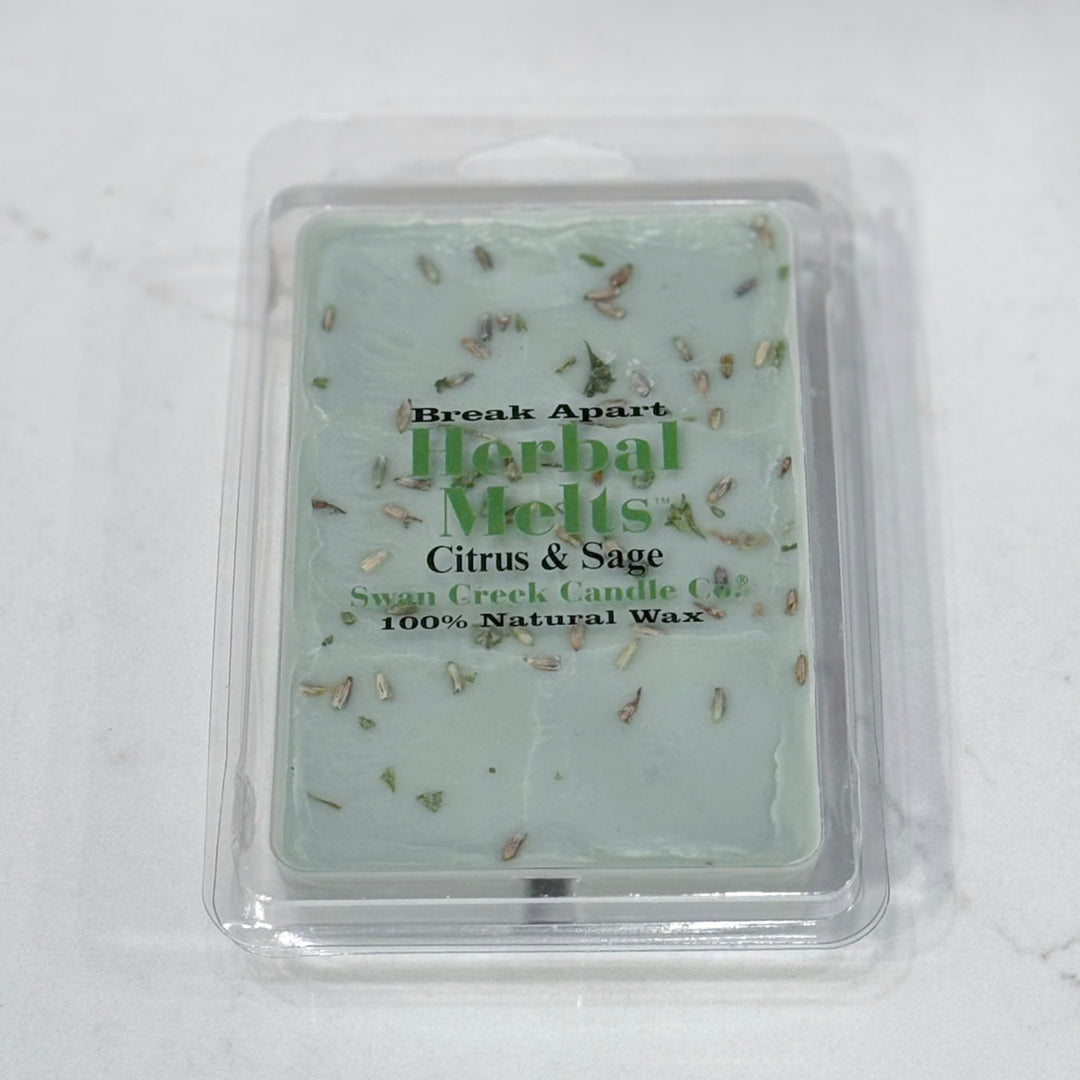 Break Apart
Herbal
Melts™
Citrus & Sage
Swan Creek Candle Co.®
100% Natural Wax